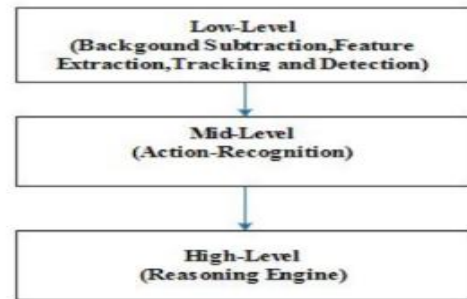 Low-Level
(Backgound Subtraction,Feature
Extraction,Tracking and Detection)
Mid-Level
(Action-Recognition)
High-Level
(Reasoning Engine)